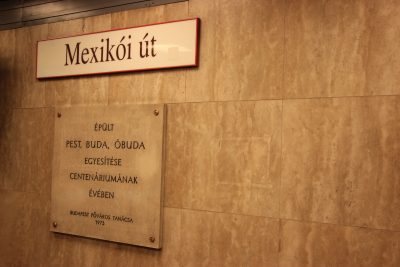 Mexikói út
ÉPÜLT
PEST, BUDA, ÓBUDA
EGYESÍTÉSE
CENTENÁRIUMÁNAK
ÉVÉBEN
BUDAPEST FŐVÁROS TANÁCSA
1973